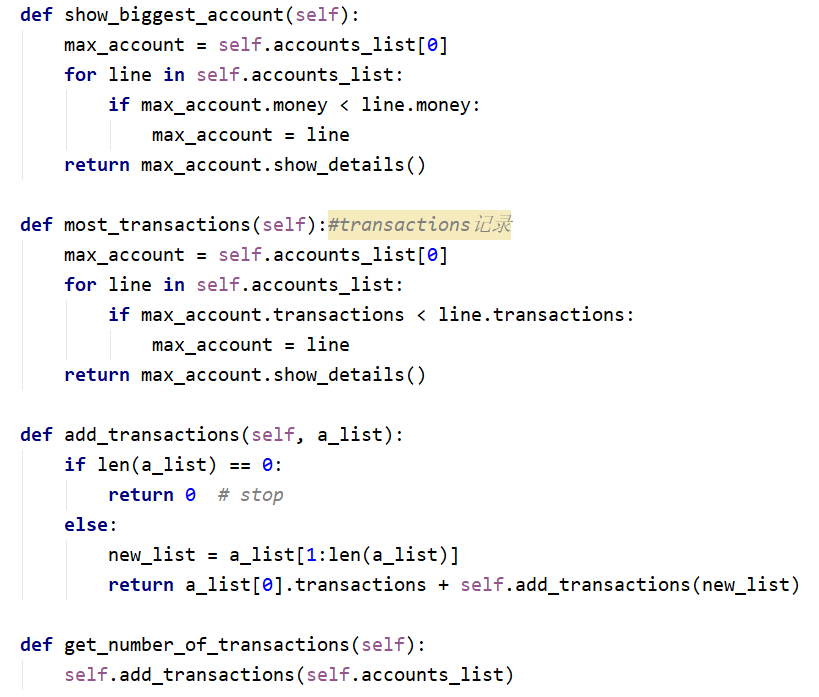 def show_biggest_account(self):
    max_account = self.accounts_list[0]
    for line in self.accounts_list:
        if max_account.money < line.money:
            max_account = line
    return max_account.show_details()

def most_transactions(self):#transactions记录
    max_account = self.accounts_list[0]
    for line in self.accounts_list:
        if max_account.transactions < line.transactions:
            max_account = line
    return max_account.show_details()

def add_transactions(self, a_list):
    if len(a_list) == 0:
        return 0  # stop
    else:
        new_list = a_list[1:len(a_list)]
        return a_list[0].transactions + self.add_transactions(new_list)

def get_number_of_transactions(self):
    self.add_transactions(self.accounts_list)